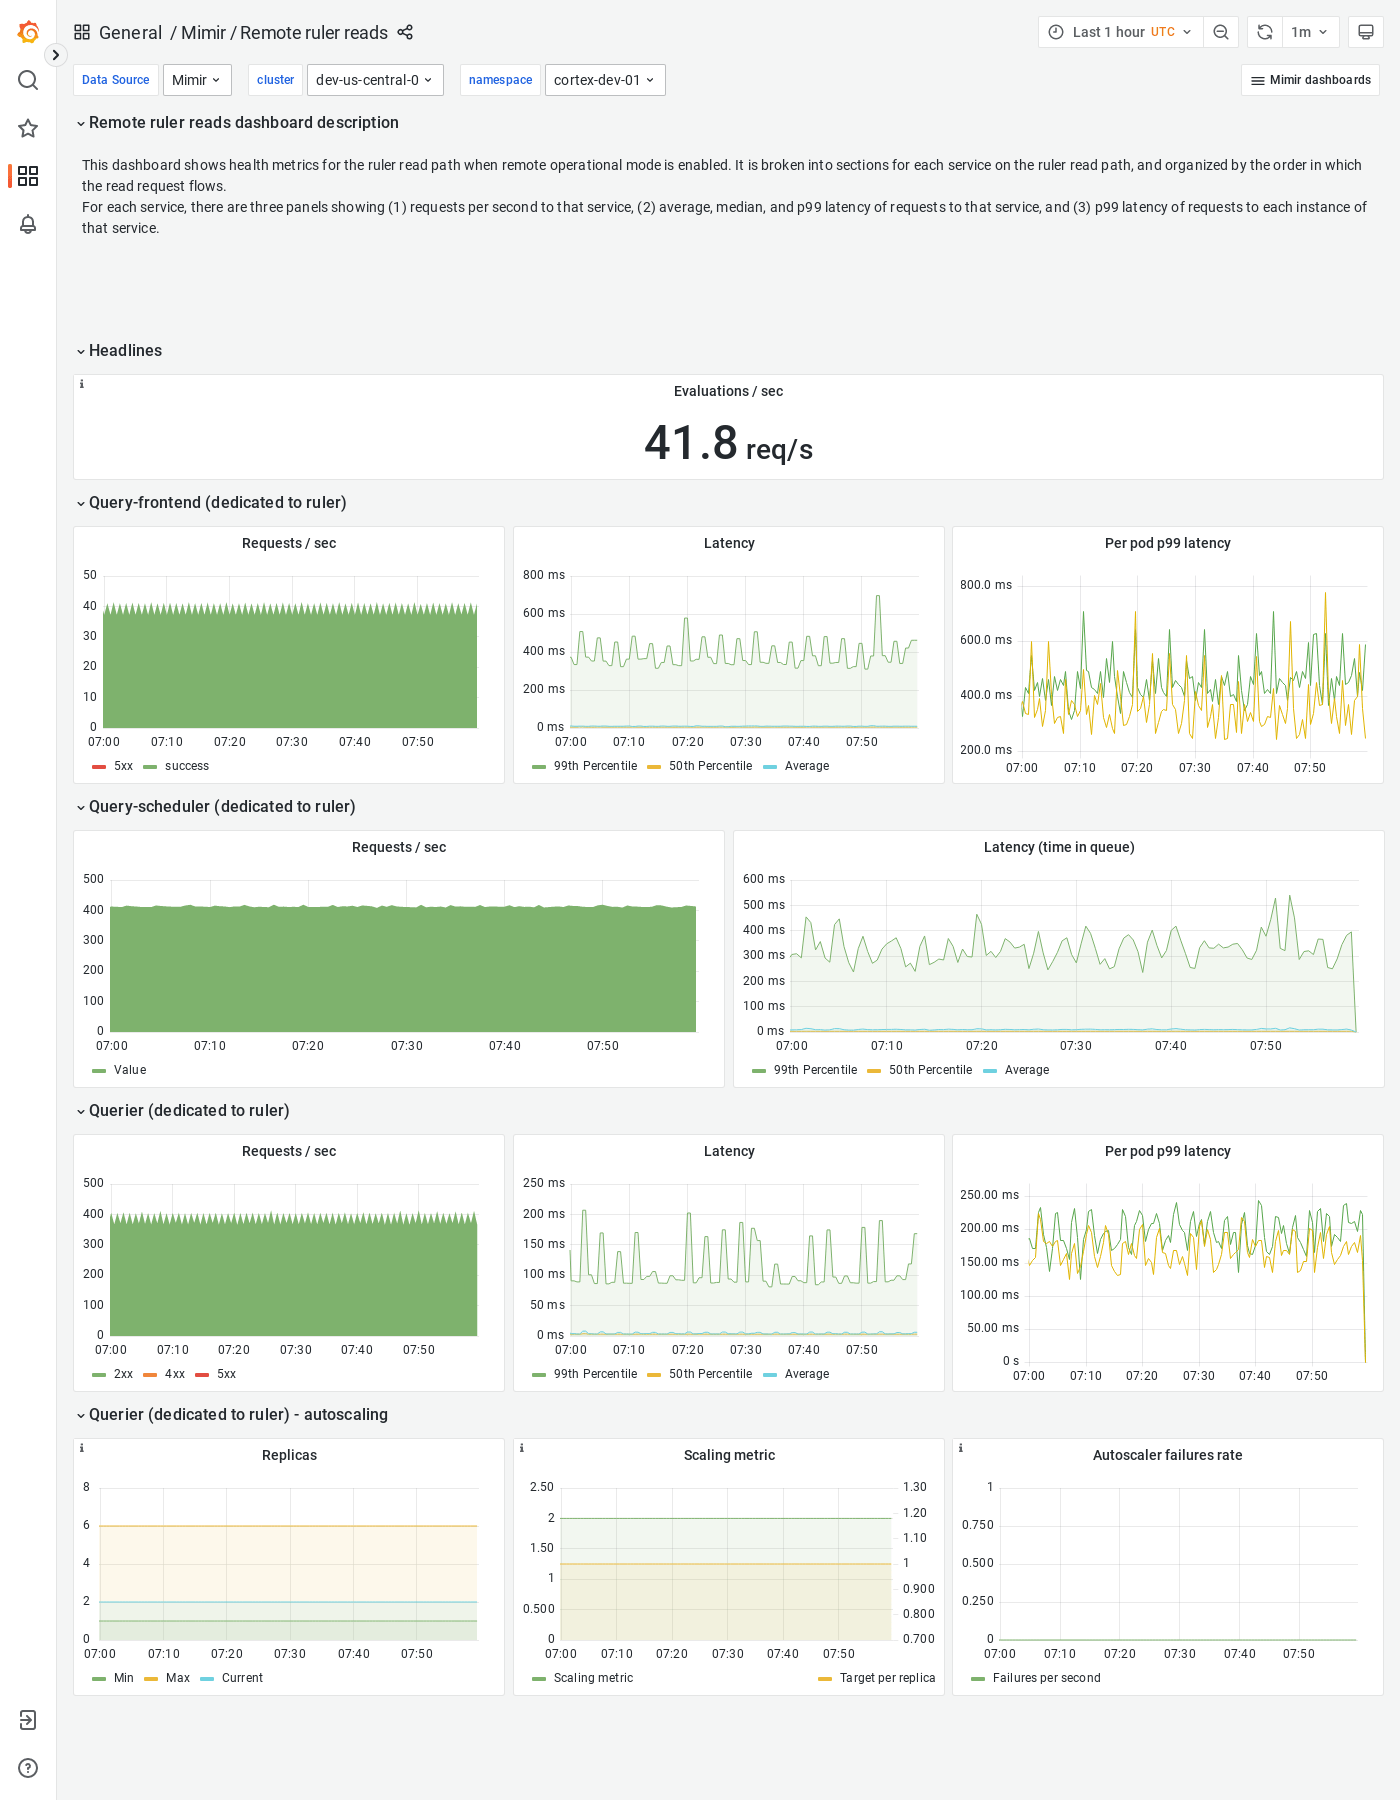 General / Mimir / Remote ruler reads
Last 1 hour UTC
1m
Data Source Mimir cluster dev-us-central-0 namespace cortex-dev-01
Mimir dashboards
Remote ruler reads dashboard description
This dashboard shows health metrics for the ruler read path when remote operational mode is enabled. It is broken into sections for each service on the ruler read path, and organized by the order in which
the read request flows.
For each service, there are three panels showing (1) requests per second to that service, (2) average, median, and p99 latency of requests to that service, and (3) p99 latency of requests to each instance of
that service.
Headlines
i
Evaluations / sec
41.8 req/s
Query-frontend (dedicated to ruler)
Requests / sec
50
40
30
20
10
0
07:00 07:10 07:20 07:30 07:40 07:50
5xx success
Latency
800 ms
600 ms
400 ms
200 ms
0 ms
07:00 07:10 07:20 07:30 07:40 07:50
99th Percentile 50th Percentile Average
Per pod p99 latency
800.0 ms
600.0 ms
400.0 ms
200.0 ms
07:00 07:10 07:20 07:30 07:40 07:50
Query-scheduler (dedicated to ruler)
Requests / sec
500
400
300
200
100
0
07:00 07:10 07:20 07:30 07:40 07:50
Value
Latency (time in queue)
600 ms
500 ms
400 ms
300 ms
200 ms
100 ms
0 ms
07:00 07:10 07:20 07:30 07:40 07:50
99th Percentile 50th Percentile Average
Querier (dedicated to ruler)
Requests / sec
500
400
300
200
100
0
07:00 07:10 07:20 07:30 07:40 07:50
2xx 4xx 5xx
Latency
250 ms
200 ms
150 ms
100 ms
50 ms
0 ms
07:00 07:10 07:20 07:30 07:40 07:50
99th Percentile 50th Percentile Average
Per pod p99 latency
250.00 ms
200.00 ms
150.00 ms
100.00 ms
50.00 ms
0 s
07:00 07:10 07:20 07:30 07:40 07:50
Querier (dedicated to ruler) - autoscaling
i
Replicas
8
6
4
2
0
07:00 07:10 07:20 07:30 07:40 07:50
Min Max Current
i
Scaling metric
2.50
2
1.50
1
0.500
0
1.30
1.20
1.10
1
0.900
0.800
0.700
07:00 07:10 07:20 07:30 07:40 07:50
Scaling metric Target per replica
i
Autoscaler failures rate
1
0.750
0.500
0.250
0
07:00 07:10 07:20 07:30 07:40 07:50
Failures per second